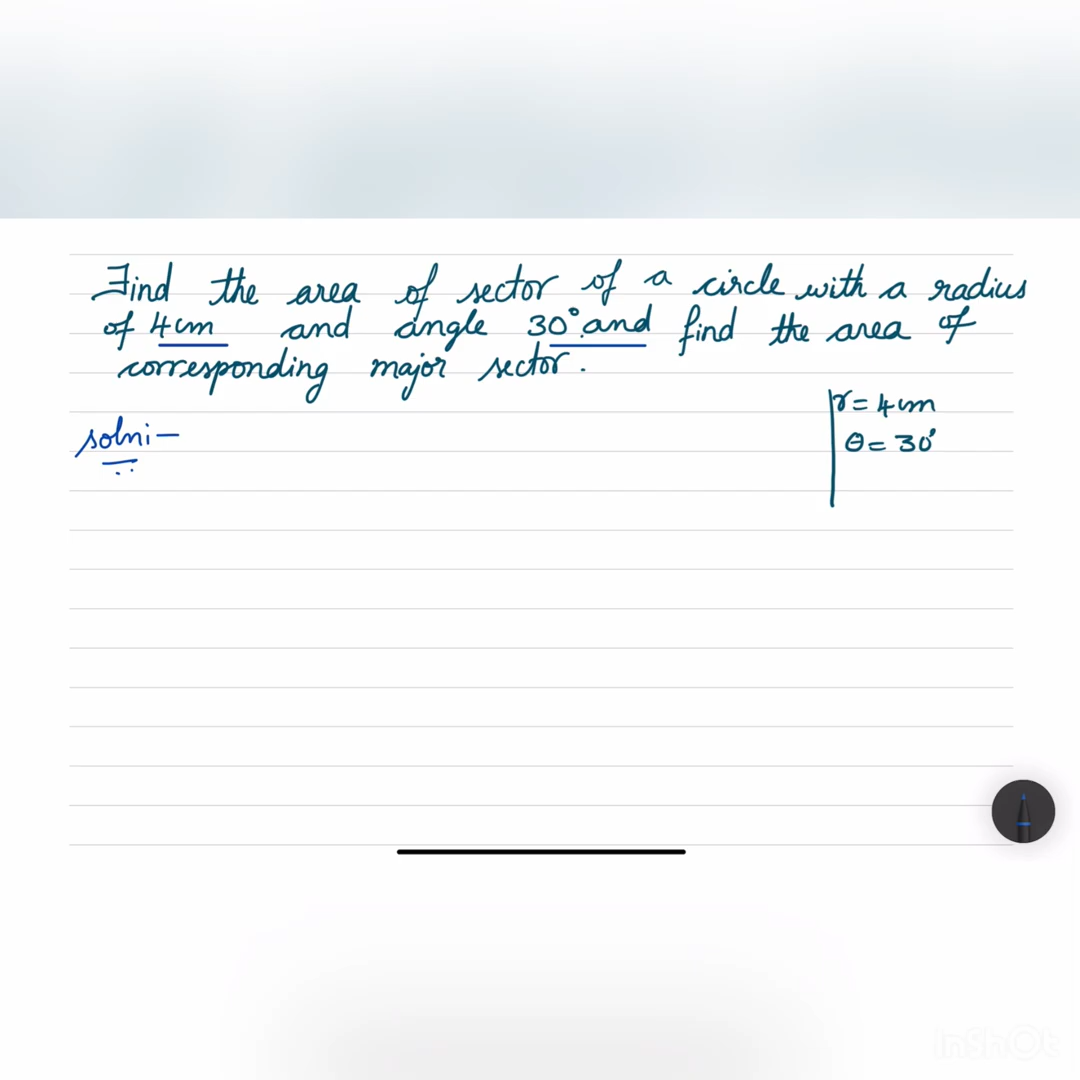 Find the area of sector of a circle with a radius
of 4cm and angle 30°.and find the area of
corresponding major sector.
r = 4cm
soln:-
θ = 30°
InShOt